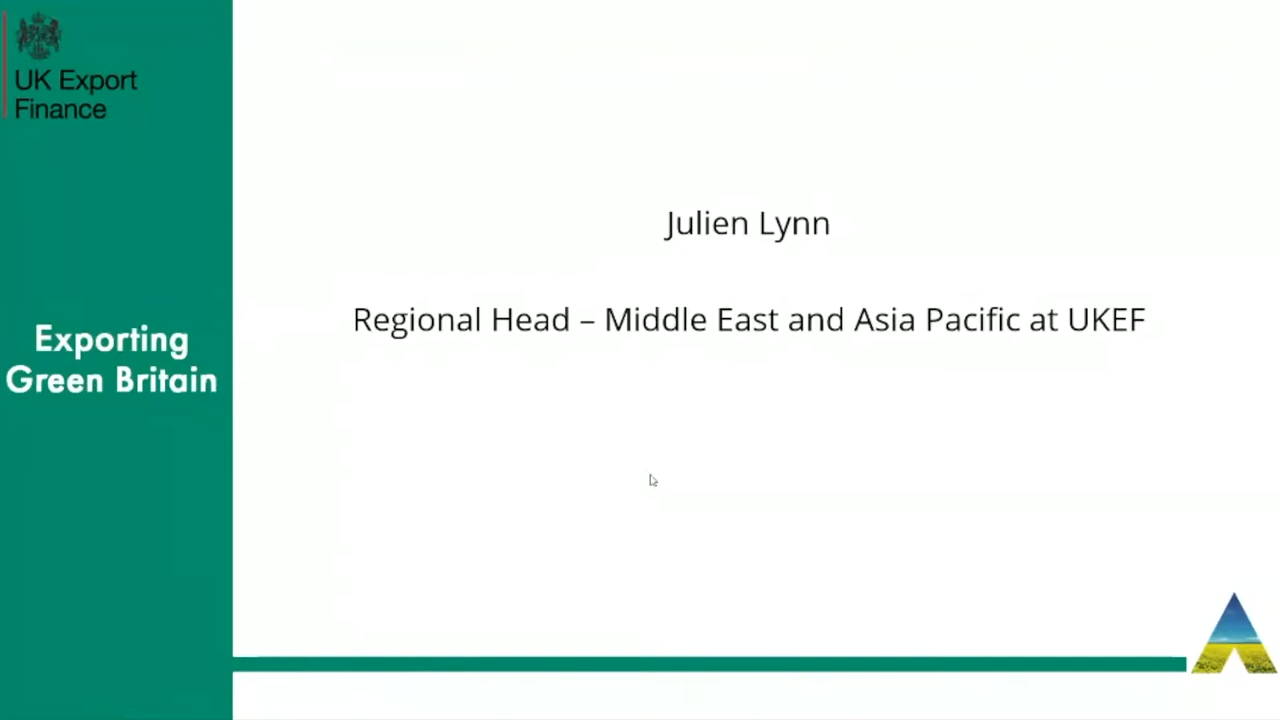 UK Export
Finance
Exporting
Green Britain
Julien Lynn
Regional Head – Middle East and Asia Pacific at UKEF